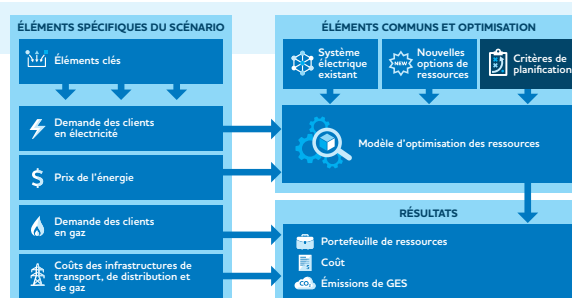 ÉLÉMENTS SPÉCIFIQUES DU SCÉNARIO
Éléments clés
Demande des clients
en électricité
Prix de l'énergie
Demande des clients
en gaz
Coûts des infrastructures de
transport, de distribution et
de gaz
ÉLÉMENTS COMMUNS ET OPTIMISATION
Système
électrique
existant
NEW
Nouvelles
options de
ressources
Critères de
planification
Modèle d'optimisation des ressources
RÉSULTATS
Portefeuille de ressources
$
Coût
CO₂
Émissions de GES